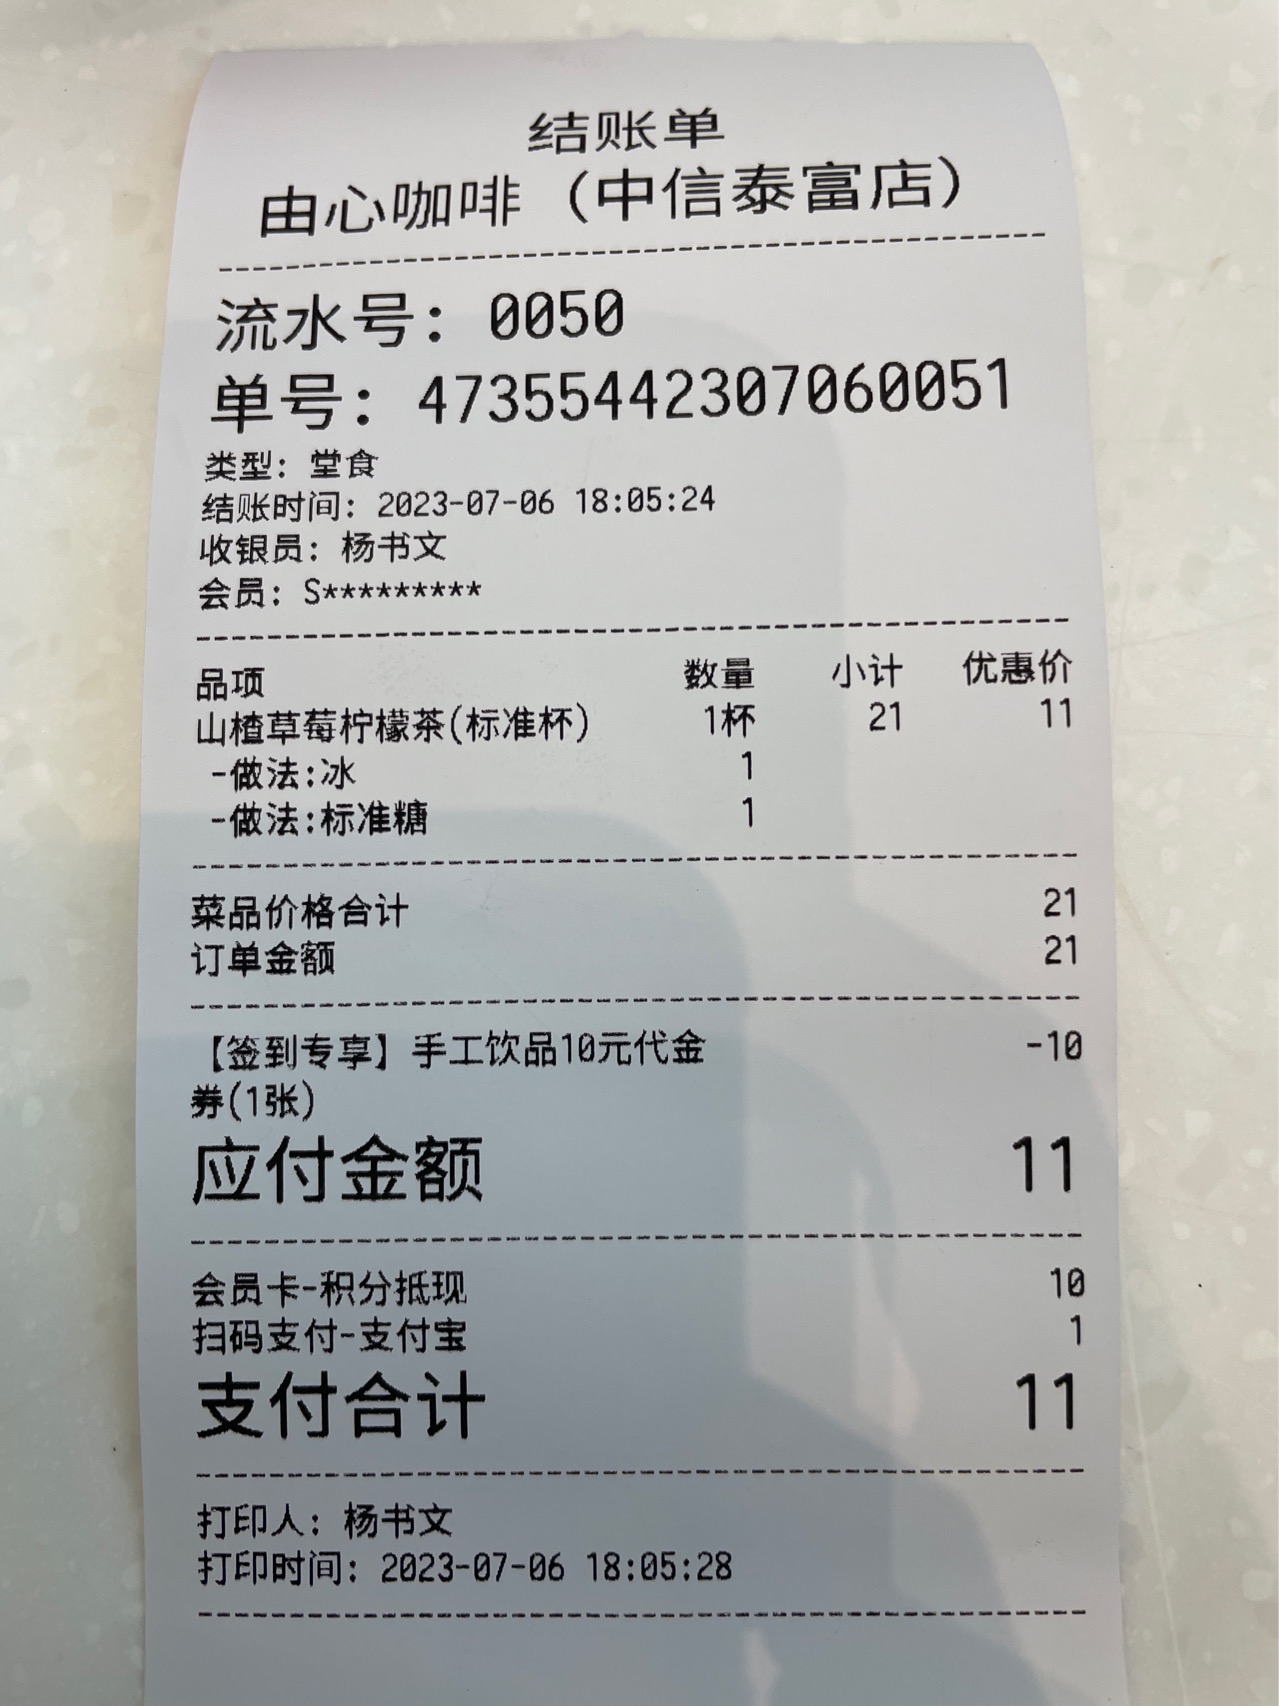 结账单
由心咖啡（中信泰富店）
流水号：0050
单号：47355442307060051
类型：堂食
结账时间：2023-07-06 18:05:24
收银员：杨书文
会员：S*********
品项 数量 小计 优惠价
山楂草莓柠檬茶(标准杯) 1杯 21 11
-做法:冰 1
-做法:标准糖 1
菜品价格合计 21
订单金额 21
【签到专享】手工饮品10元代金 -10
券(1张)
应付金额 11
会员卡-积分抵现 10
扫码支付-支付宝 1
支付合计 11
打印人：杨书文
打印时间：2023-07-06 18:05:28